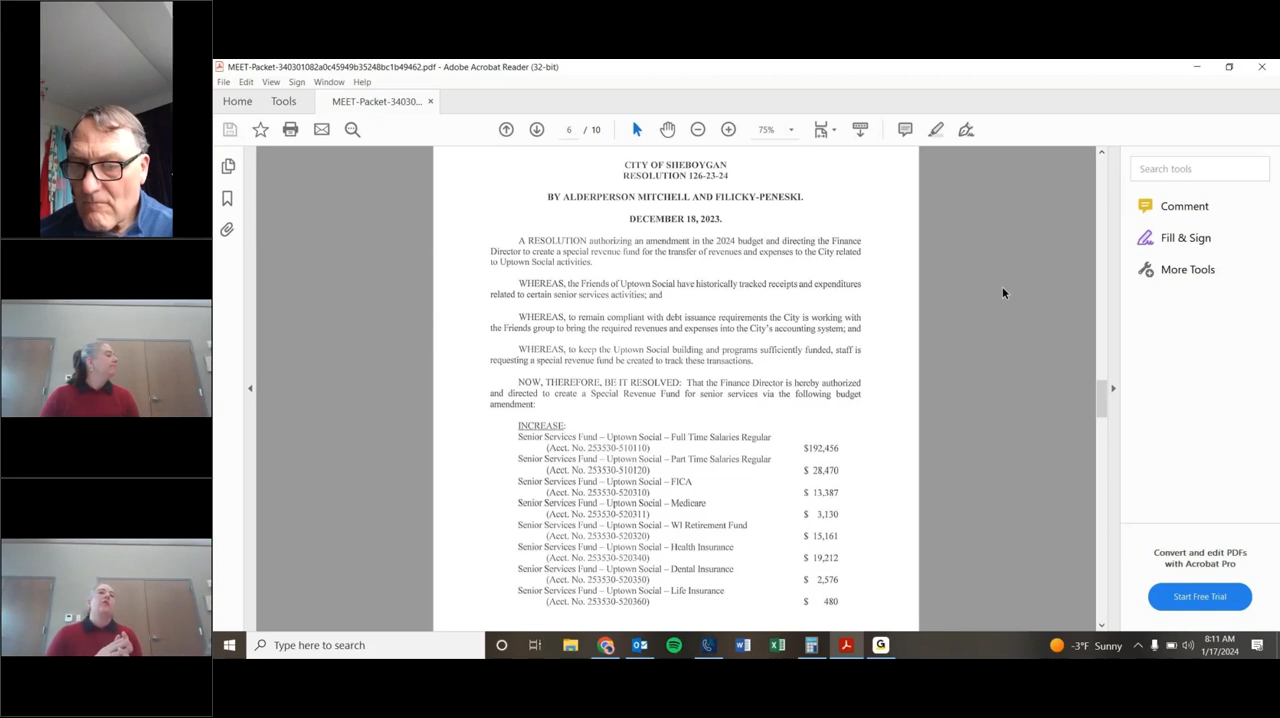 MEET-Packet-340301082a0c45949b35248bc1b49462.pdf - Adobe Acrobat Reader (32-bit)
File Edit View Sign Window Help
Home Tools MEET-Packet-34030... ×
6 / 10 75%
CITY OF SHEBOYGAN
RESOLUTION 126-23-24
BY ALDERPERSON MITCHELL AND FILICKY-PENESKI.
DECEMBER 18, 2023.
A RESOLUTION authorizing an amendment in the 2024 budget and directing the Finance
Director to create a special revenue fund for the transfer of revenues and expenses to the City related
to Uptown Social activities.
WHEREAS, the Friends of Uptown Social have historically tracked receipts and expenditures
related to certain senior services activities; and
WHEREAS, to remain compliant with debt issuance requirements the City is working with
the Friends group to bring the required revenues and expenses into the City's accounting system; and
WHEREAS, to keep the Uptown Social building and programs sufficiently funded, staff is
requesting a special revenue fund be created to track these transactions.
NOW, THEREFORE, BE IT RESOLVED: That the Finance Director is hereby authorized
and directed to create a Special Revenue Fund for senior services via the following budget
amendment:
INCREASE:
Senior Services Fund – Uptown Social – Full Time Salaries Regular
(Acct. No. 253530-510110) $192,456
Senior Services Fund – Uptown Social – Part Time Salaries Regular
(Acct. No. 253530-510120) $ 28,470
Senior Services Fund – Uptown Social – FICA
(Acct. No. 253530-520310) $ 13,387
Senior Services Fund – Uptown Social – Medicare
(Acct. No. 253530-520311) $ 3,130
Senior Services Fund – Uptown Social – WI Retirement Fund
(Acct. No. 253530-520320) $ 15,161
Senior Services Fund – Uptown Social – Health Insurance
(Acct. No. 253530-520340) $ 19,212
Senior Services Fund – Uptown Social – Dental Insurance
(Acct. No. 253530-520350) $ 2,576
Senior Services Fund – Uptown Social – Life Insurance
(Acct. No. 253530-520360) $ 480
Search tools
Comment
Fill & Sign
More Tools
Convert and edit PDFs
with Acrobat Pro
Start Free Trial
Type here to search
-3°F Sunny
8:11 AM
1/17/2024